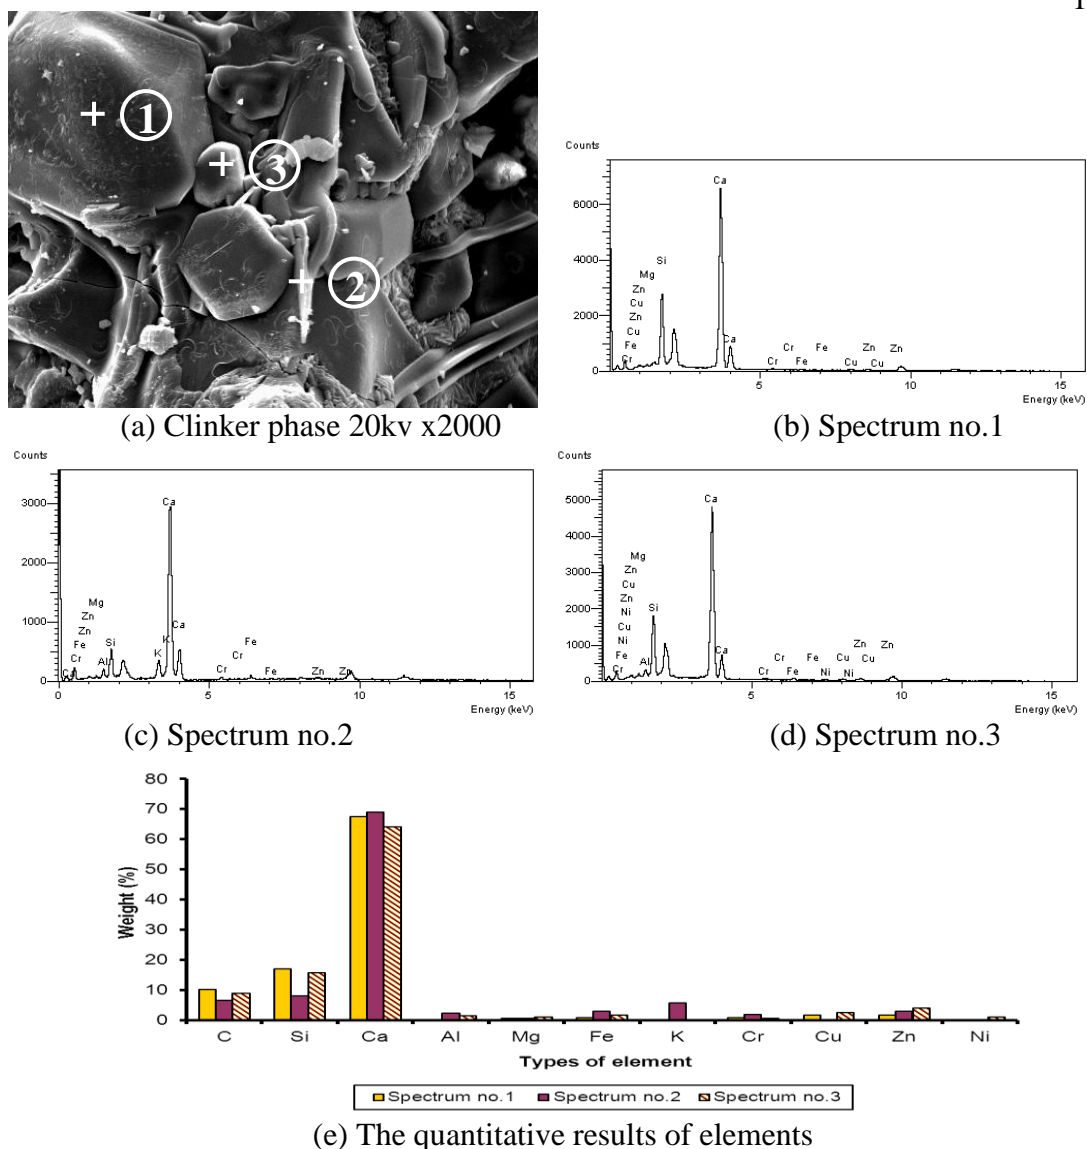 1
1
3
2
(a) Clinker phase 20kv x2000
Counts
Ca
6000
Si
Mg
4000
Zn
Cu
Zn
2000
Cu
Ca
Fe
Cr
Fe
Zn
Zn
Cr
Cr
Fe
Cu
Cu
0
5
10
15
Energy (keV)
(b) Spectrum no.1
Counts
3000
Ca
2000
Mg
Zn
1000
Zn
Ca
Fe
Si
K
Fe
Cr
Al
K
Cr
Ca
Cr
Fe
Zn
Zn
0
5
10
15
Energy (keV)
(c) Spectrum no.2
Counts
5000
Ca
4000
Mg
3000
Zn
Cu
Zn
2000
Ni
Si
Cu
Ni
1000
Fe
Ca
Al
Cr
Cr
Fe
Cu
Zn
Zn
Cu
Cr
Fe
Ni
Ni
0
5
10
15
Energy (keV)
(d) Spectrum no.3
80
70
60
50
40
30
20
10
0
Weight (%)
C Si Ca Al Mg Fe K Cr Cu Zn Ni
Types of element
Spectrum no.1 Spectrum no.2 Spectrum no.3
(e) The quantitative results of elements